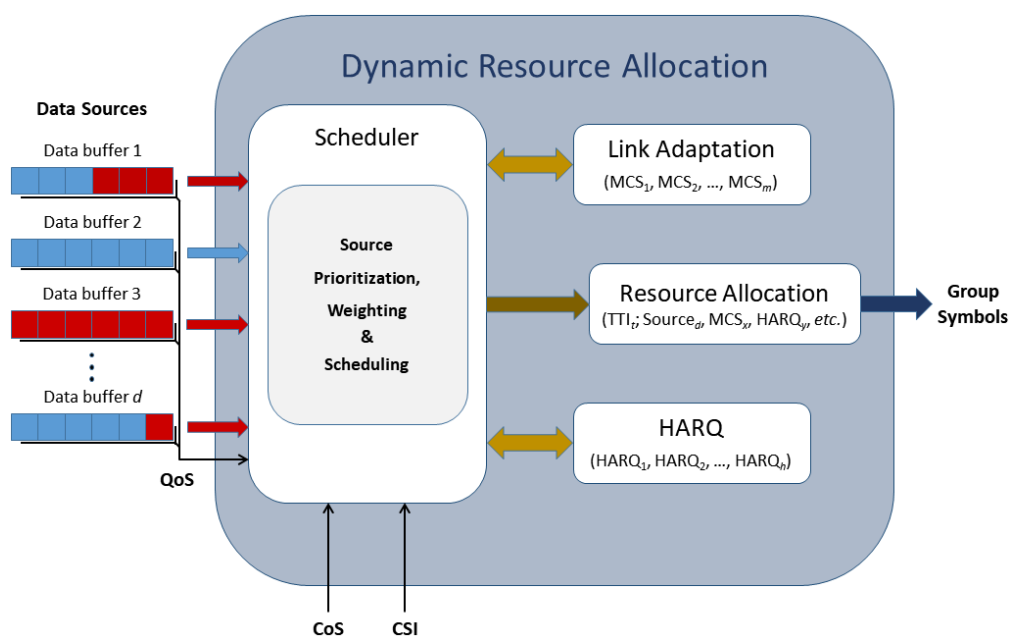 Dynamic Resource Allocation
Data Sources
Data buffer 1
Data buffer 2
Data buffer 3
Data buffer d
QoS
Scheduler
Source
Prioritization,
Weighting
&
Scheduling
CoS
CSI
Link Adaptation
(MCS1, MCS2, …, MCSm)
Resource Allocation
(TTIt; Sourced, MCSx, HARQy, etc.)
HARQ
(HARQ1, HARQ2, …, HARQh)
Group
Symbols